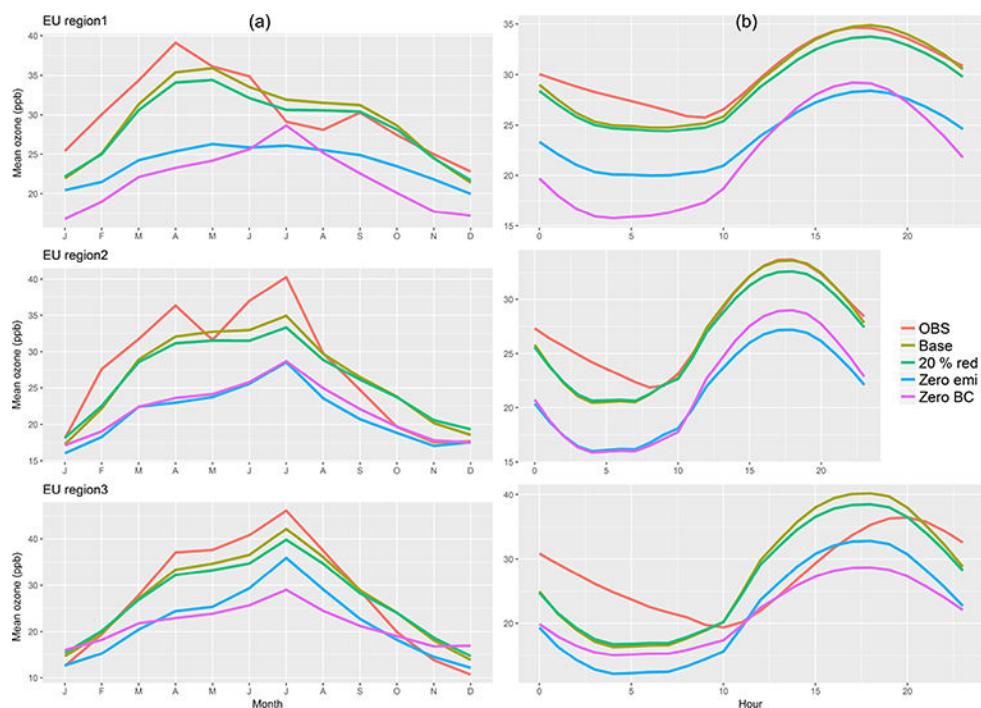 EU region1
(a)
(b)
Mean ozone (ppb)
40
35
30
25
20
J F M A M J J A S O N D
35
30
25
20
15
0 5 10 15 20
EU region2
Mean ozone (ppb)
40
35
30
25
20
15
J F M A M J J A S O N D
30
25
20
15
0 5 10 15 20
OBS
Base
20 % red
Zero emi
Zero BC
EU region3
Mean ozone (ppb)
40
30
20
10
J F M A M J J A S O N D
Month
40
30
20
10
0 5 10 15 20
Hour